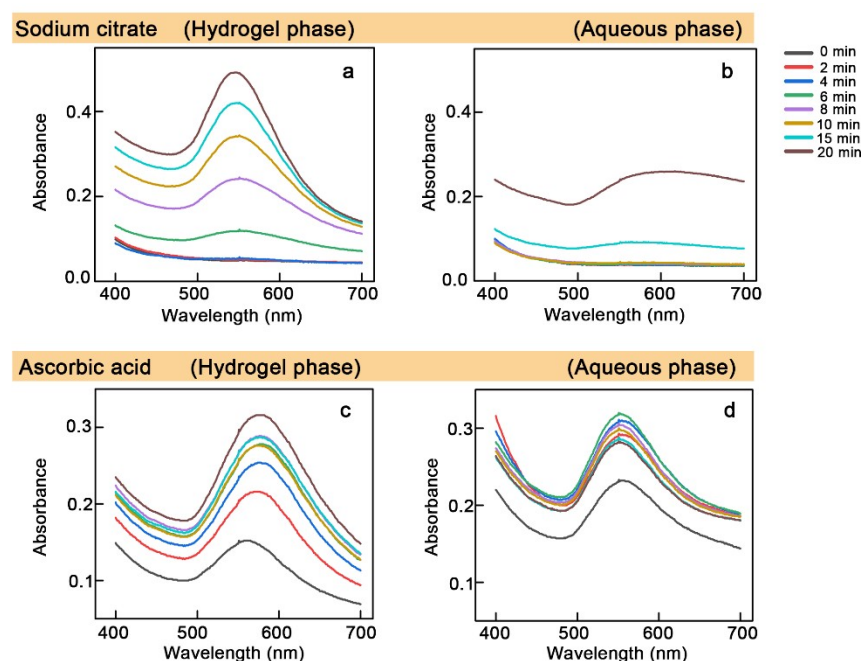 Sodium citrate (Hydrogel phase) (Aqueous phase)
a
b
0 min
2 min
4 min
6 min
8 min
10 min
15 min
20 min
Absorbance
0.4
0.2
0.0
400 500 600 700
Wavelength (nm)
Absorbance
0.4
0.2
0.0
400 500 600 700
Wavelength (nm)
Ascorbic acid (Hydrogel phase) (Aqueous phase)
c
d
Absorbance
0.3
0.2
0.1
400 500 600 700
Wavelength (nm)
Absorbance
0.3
0.2
0.1
400 500 600 700
Wavelength (nm)